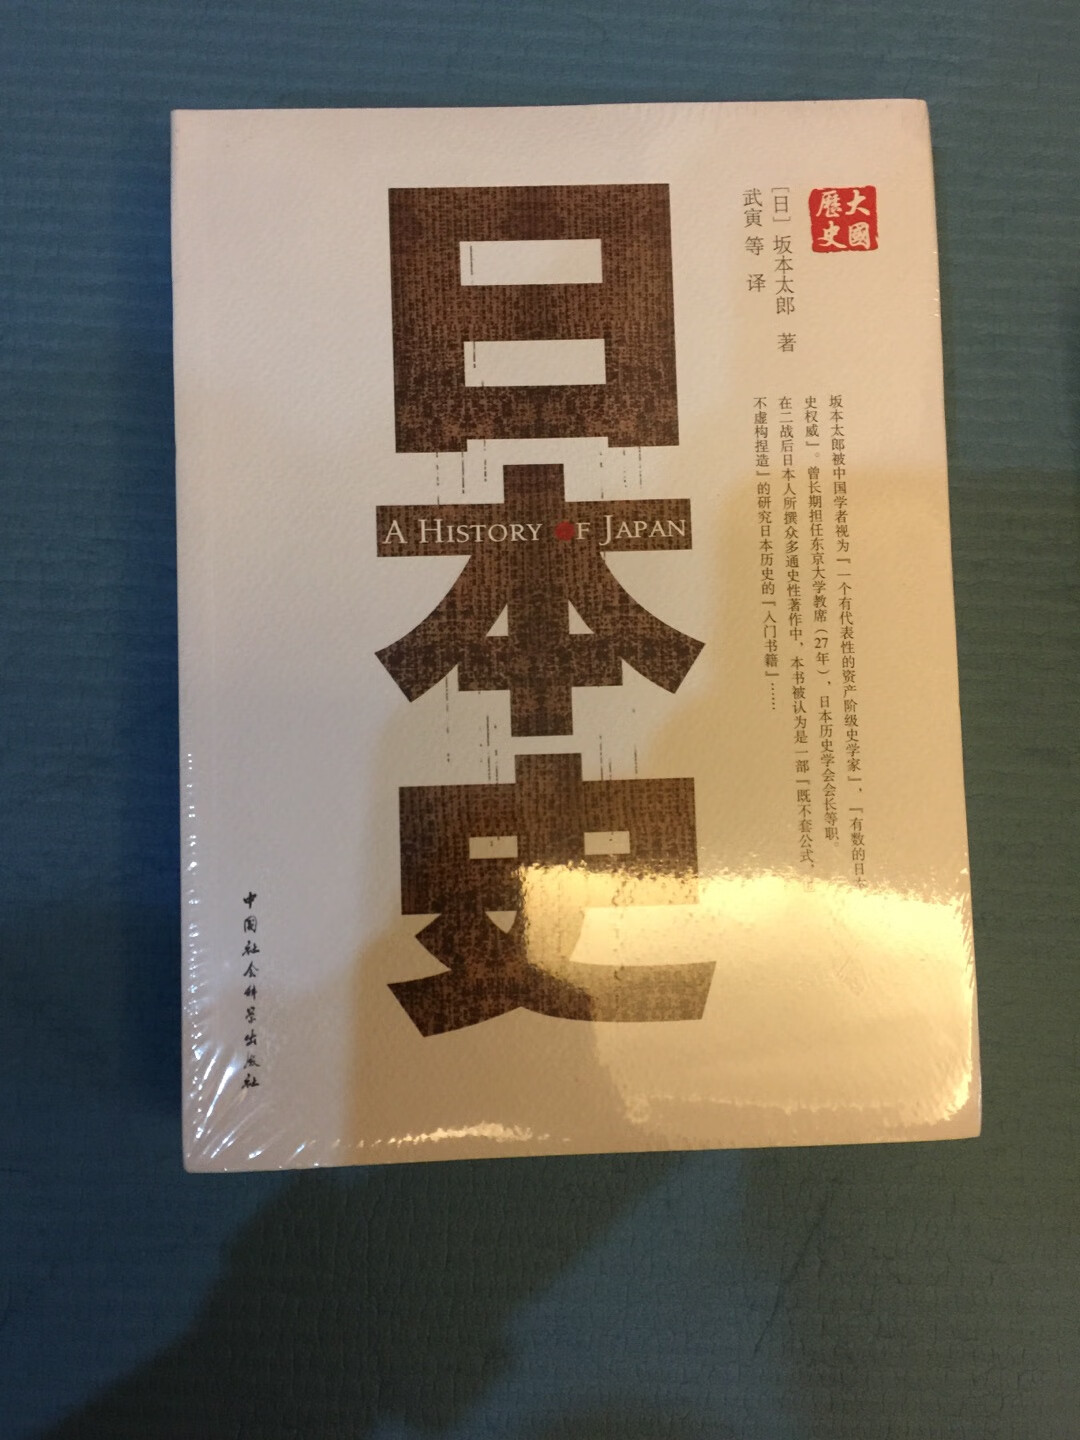 大國
歷史
[日] 坂本太郎 著
武寅 等 译
日本史
A HISTORY OF JAPAN
坂本太郎被中国学者视为『一个有代表性的资产阶级史学家』，『有数的日本
史权威』。曾长期担任东京大学教席（27年），日本历史学会会长等职。
在二战后日本人所撰众多通史性著作中，本书被认为是一部『既不套公式，
不虚构捏造』的研究日本历史的『入门书籍』……
中国社会科学出版社